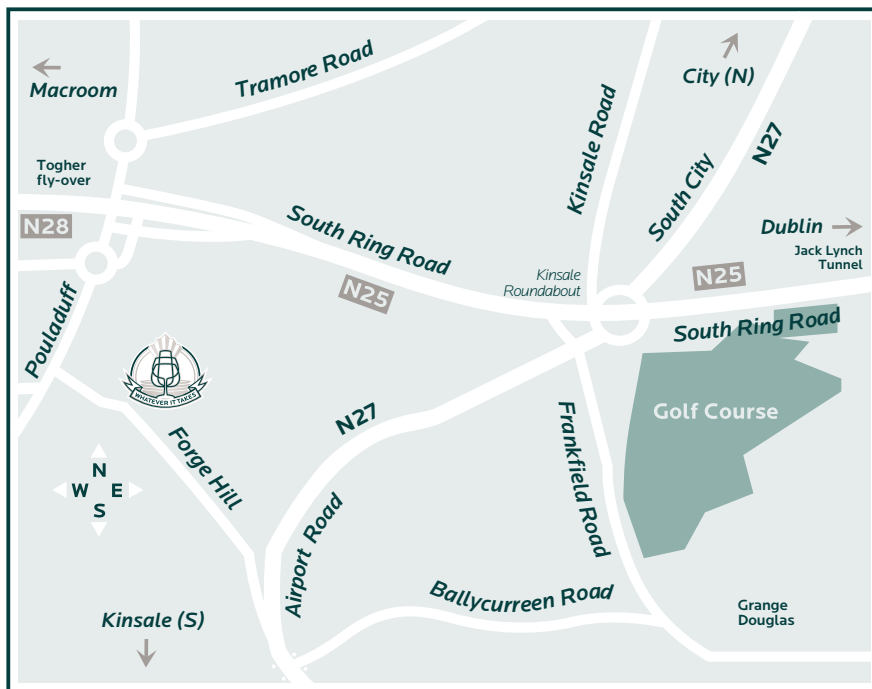 Macroom
Tramore Road
City (N)
N27
Kinsale Road
South City
Togher
fly-over
N28
South Ring Road
N25
Kinsale
Roundabout
Dublin
Jack Lynch
Tunnel
N25
South Ring Road
Pouladuff
WHATEVER IT TAKES
N27
Golf Course
Forge Hill
Frankfield Road
N
W E
S
Airport Road
Ballycurreen Road
Kinsale (S)
Grange
Douglas